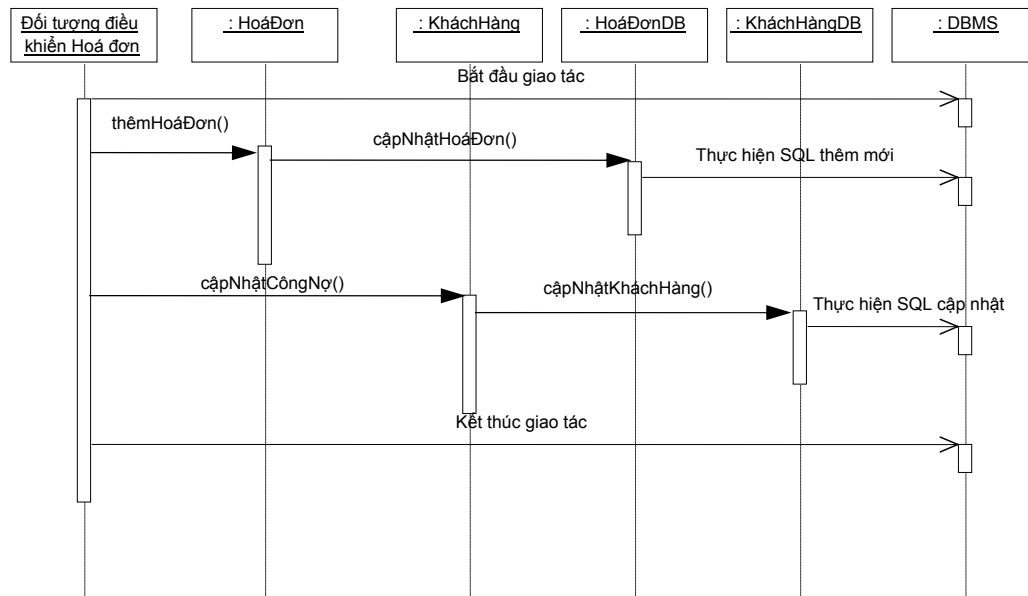 Đối tượng điều
khiển Hoá đơn
: HoáĐơn
: KháchHàng
: HoáĐơnDB
: KháchHàngDB
: DBMS
Bắt đầu giao tác
thêmHoáĐơn()
cậpNhậtHoáĐơn()
Thực hiện SQL thêm mới
cậpNhậtCôngNợ()
cậpNhậtKháchHàng()
Thực hiện SQL cập nhật
Kết thúc giao tác